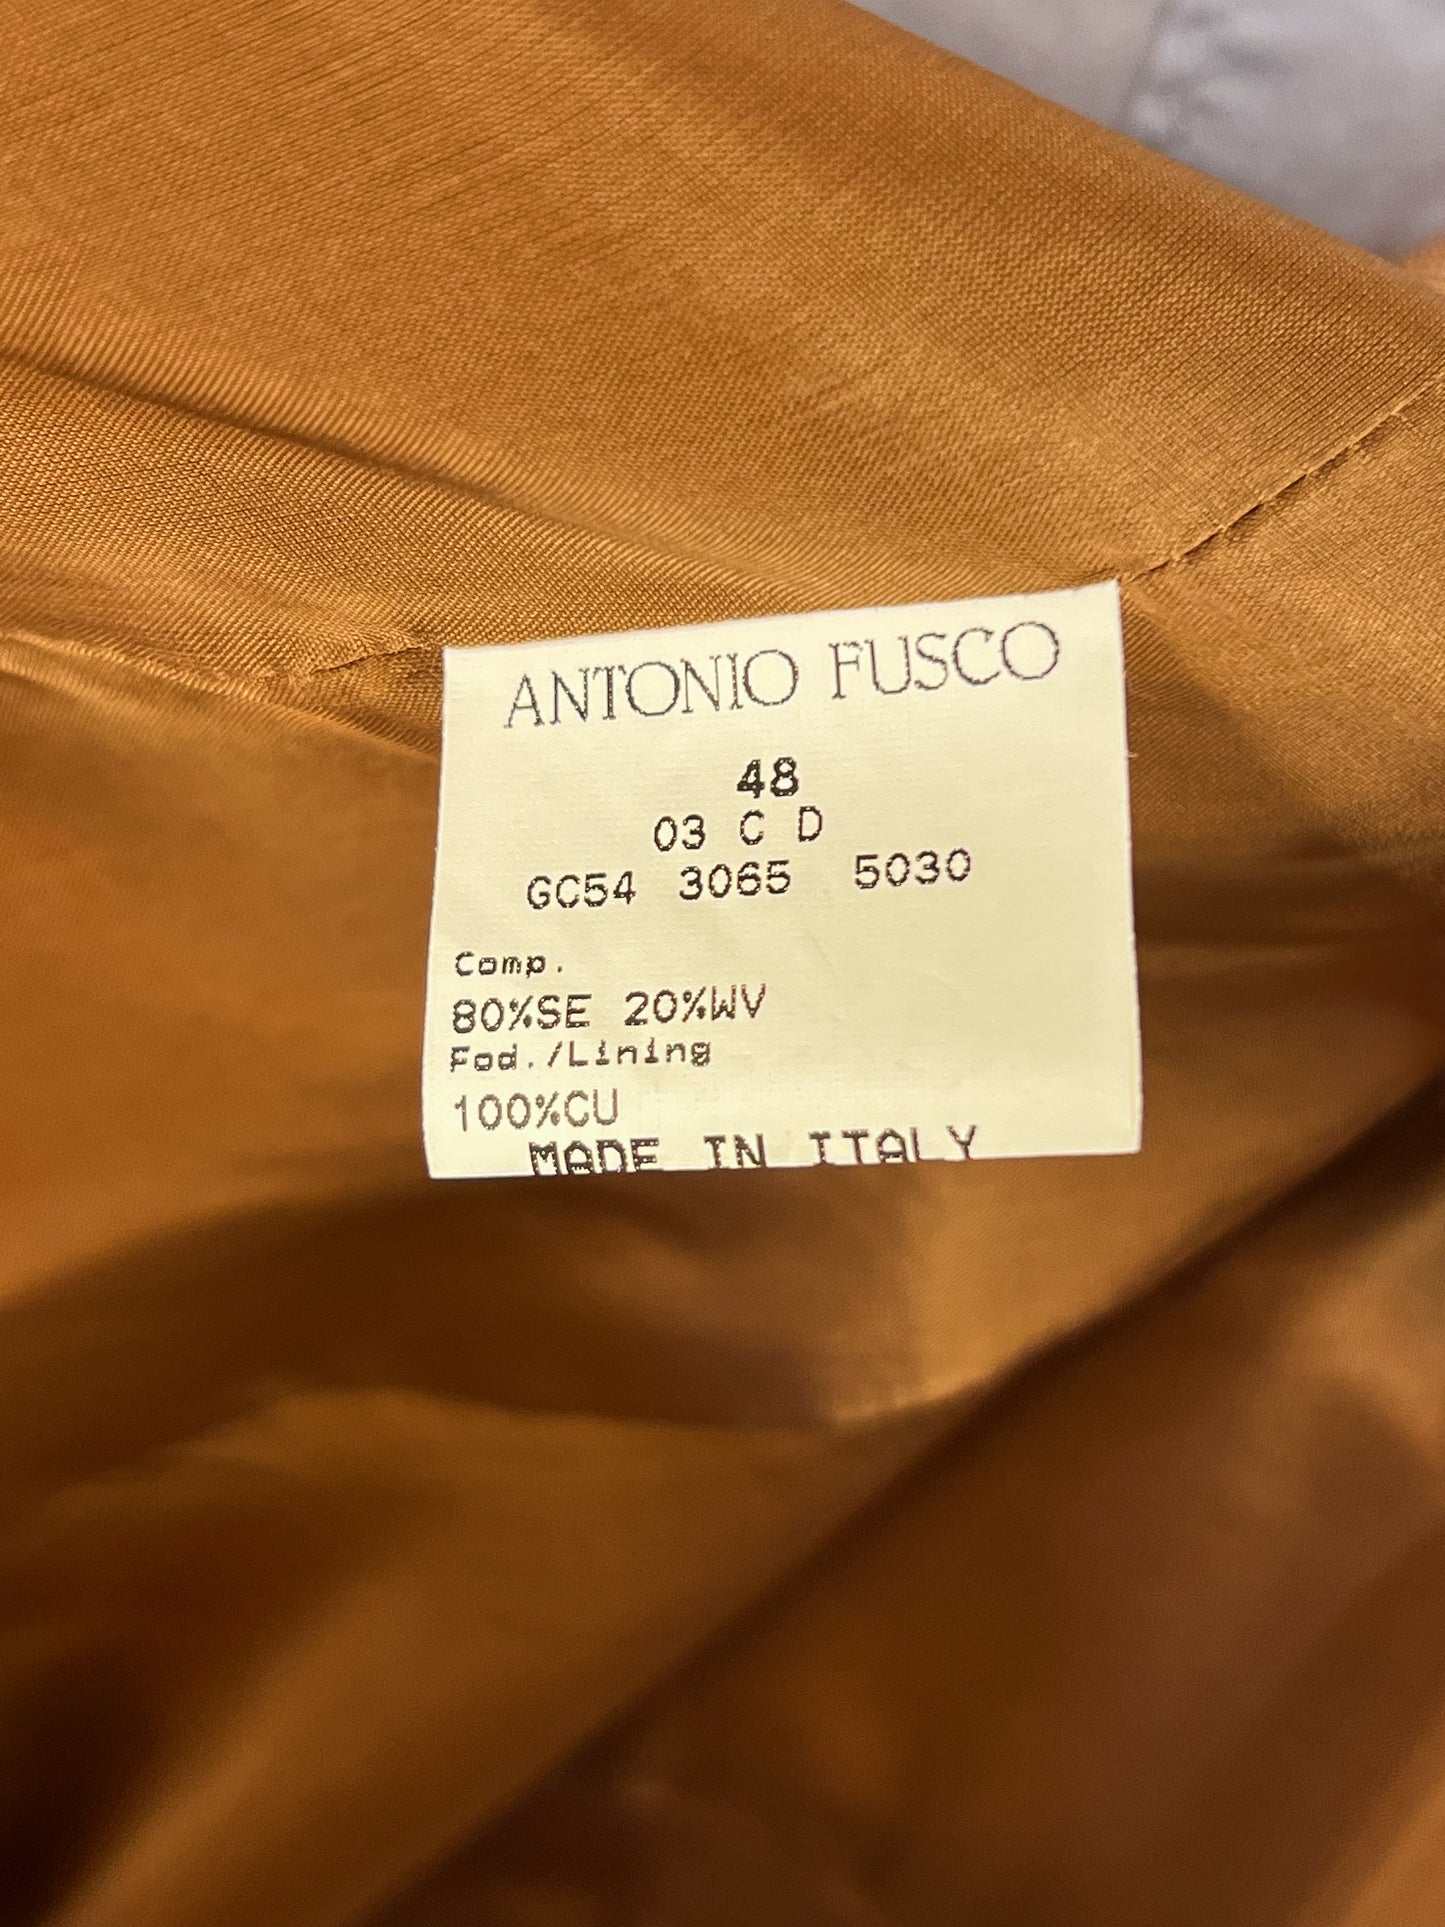 ANTONIO FUSCO
48
03 C D
GC54 3065 5030
Comp.
80%SE 20%WV
Fod./Lining
100%CU
MADE IN ITALY